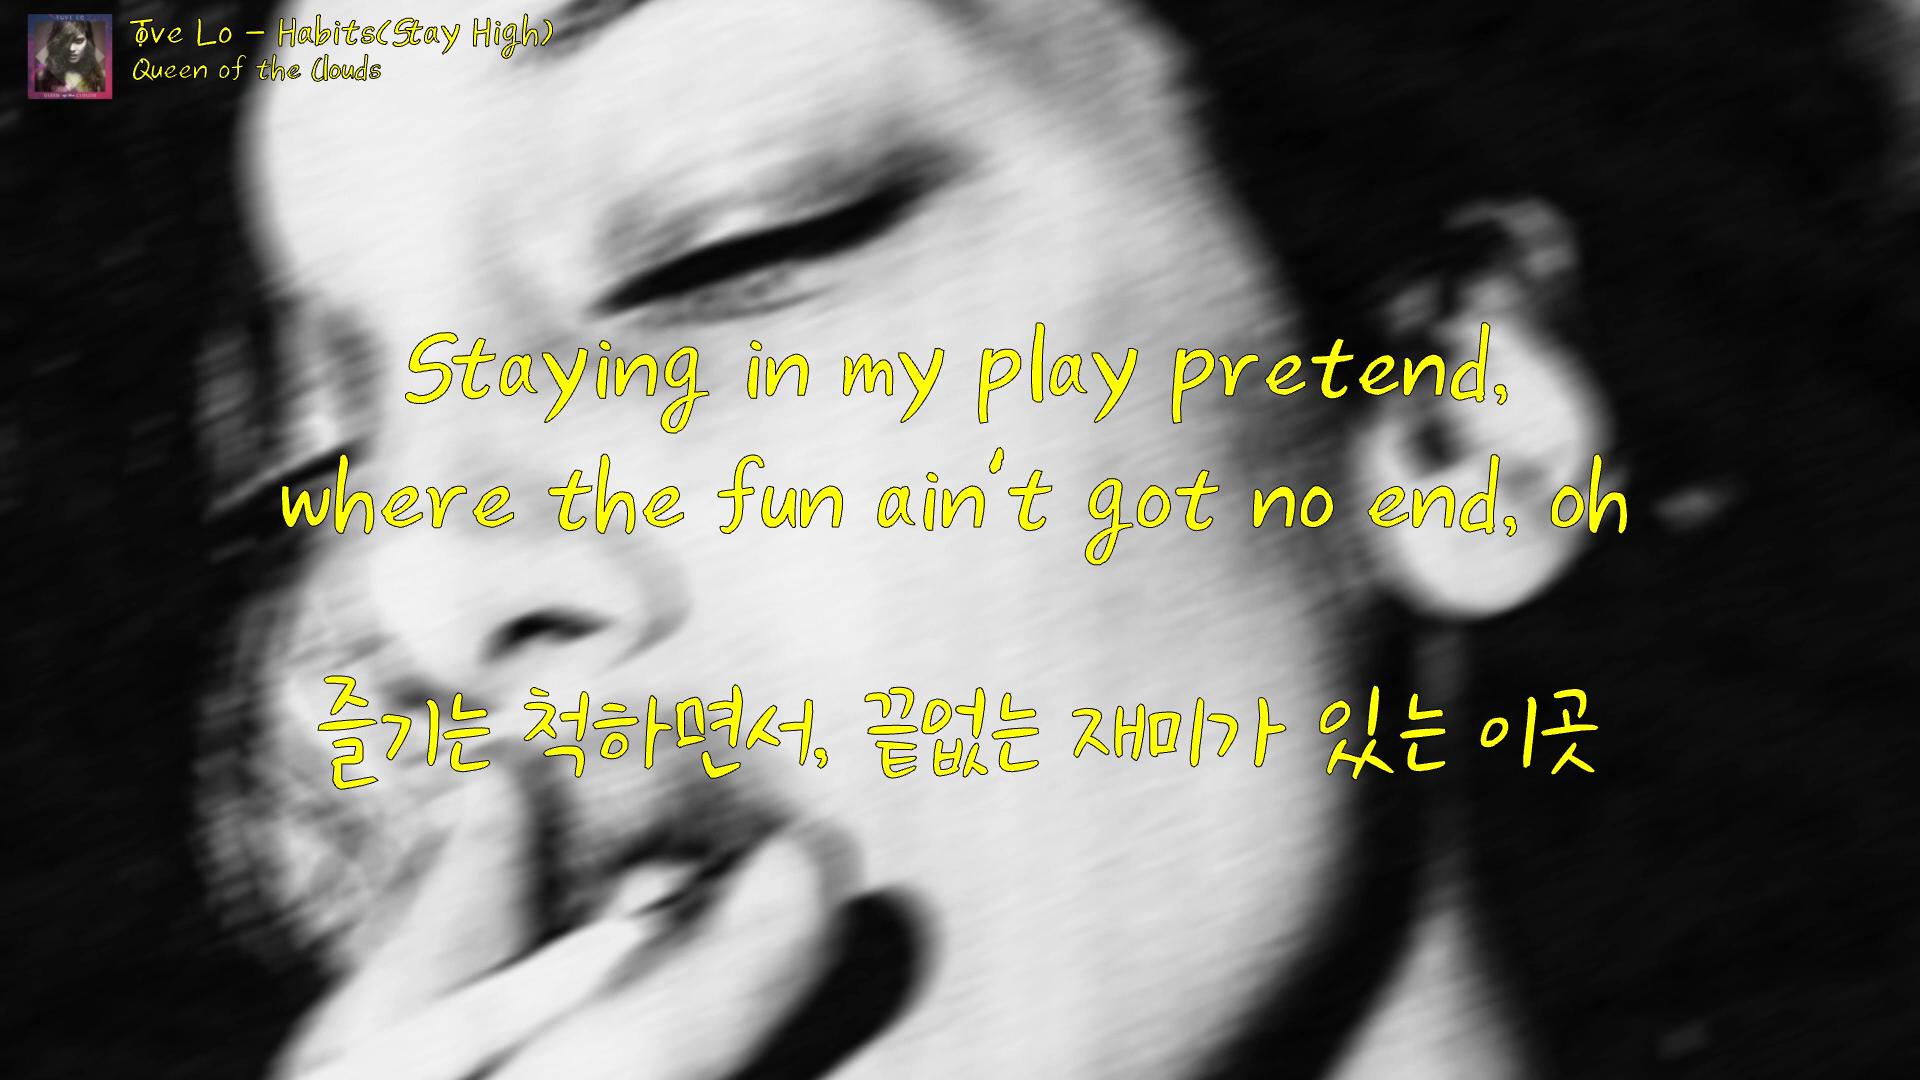 Tove Lo - Habits(Stay High)
Queen of the Clouds
Staying in my play pretend,
where the fun ain't got no end, oh
즐기는 척하면서, 끝없는 재미가 있는 이곳